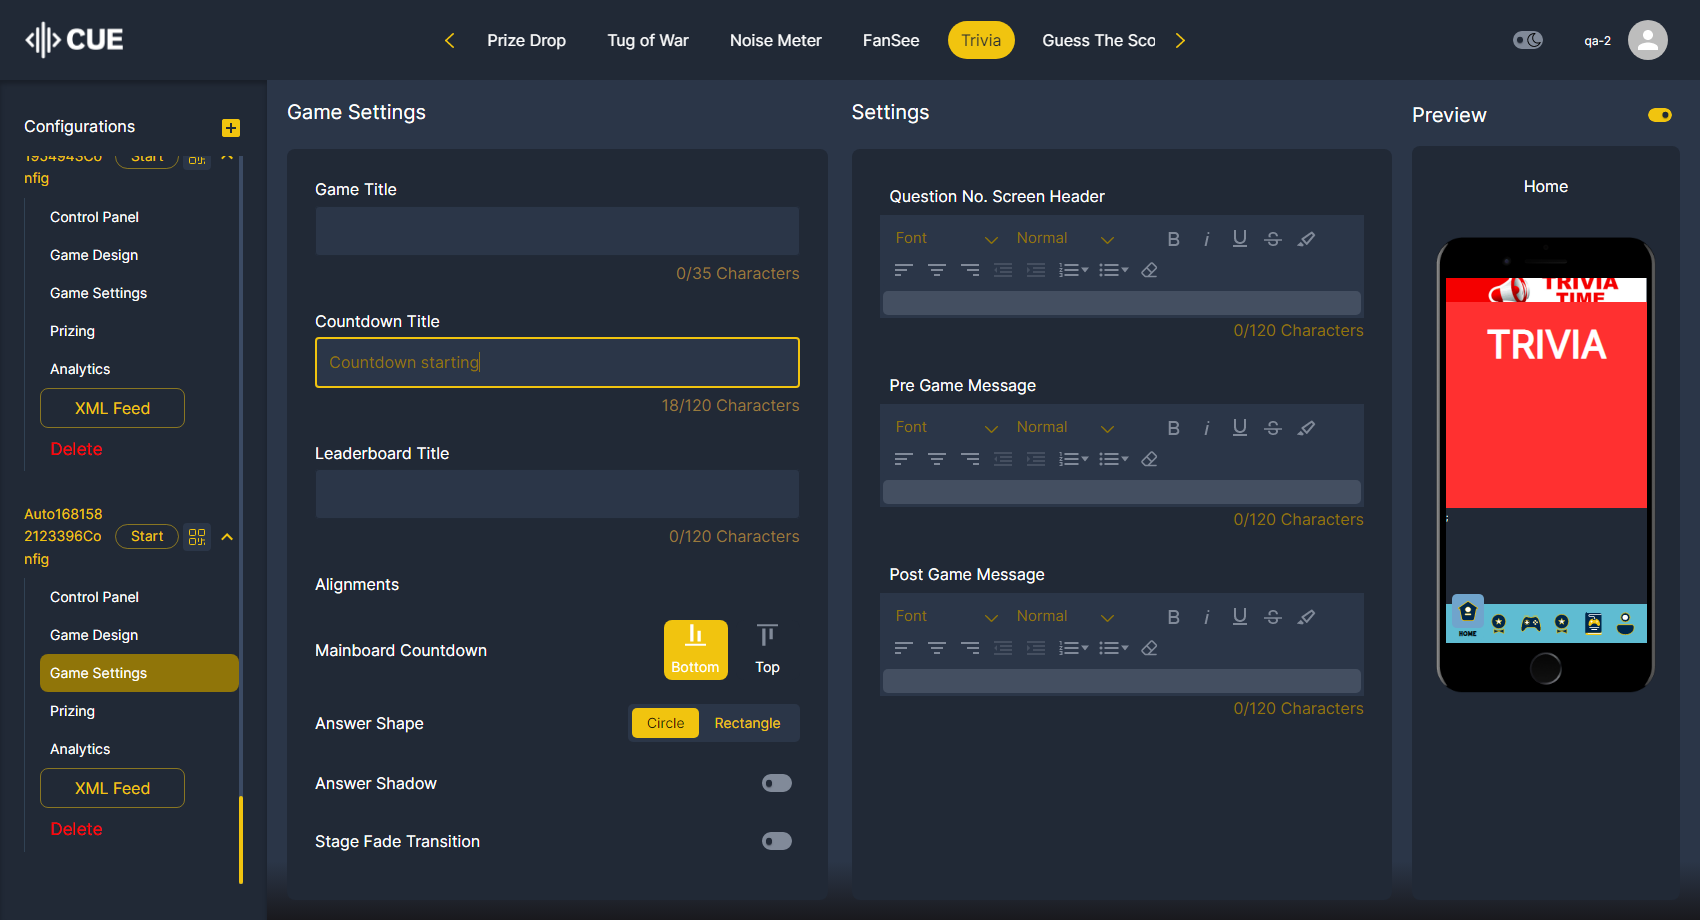 CUE
Prize Drop
Tug of War
Noise Meter
FanSee
Trivia
Guess The Sco
qa-2
Configurations
1954943Co
nfig
Start
Control Panel
Game Design
Game Settings
Prizing
Analytics
XML Feed
Delete
Auto168158
2123396Co
nfig
Start
Control Panel
Game Design
Game Settings
Prizing
Analytics
XML Feed
Delete
Game Settings
Game Title
0/35 Characters
Countdown Title
Countdown starting
18/120 Characters
Leaderboard Title
0/120 Characters
Alignments
Mainboard Countdown
Bottom
Top
Answer Shape
Circle
Rectangle
Answer Shadow
Stage Fade Transition
Settings
Question No. Screen Header
Font
Normal
B i U S
0/120 Characters
Pre Game Message
Font
Normal
B i U S
0/120 Characters
Post Game Message
Font
Normal
B i U S
0/120 Characters
Preview
Home
TRIVIA
TIME
TRIVIA
;
HOME